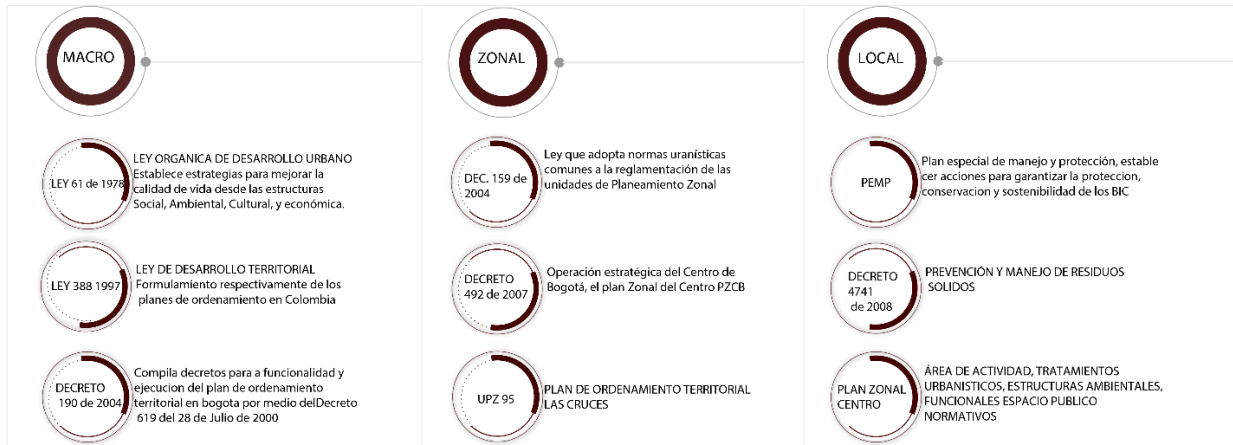 MACRO
LEY 61 de 1978
LEY ORGANICA DE DESARROLLO URBANO
Establece estrategias para mejorar la
calidad de vida desde las estructuras
Social, Ambiental, Cultural, y económica.
LEY 388 1997
LEY DE DESARROLLO TERRITORIAL
Formulamiento respectivamente de los
planes de ordenamiento en Colombia
DECRETO
190 de 2004
Compila decretos para a funcionalidad y
ejecucion del plan de ordenamiento
territorial en bogota por medio delDecreto
619 del 28 de Julio de 2000
ZONAL
DEC. 159 de
2004
Ley que adopta normas uranísticas
comunes a la reglamentación de las
unidades de Planeamiento Zonal
DECRETO
492 de 2007
Operación estratégica del Centro de
Bogotá, el plan Zonal del Centro PZCB
UPZ 95
PLAN DE ORDENAMIENTO TERRITORIAL
LAS CRUCES
LOCAL
PEMP
Plan especial de manejo y protección, estable
cer acciones para garantizar la proteccion,
conservacion y sostenibilidad de los BIC
DECRETO
4741
de 2008
PREVENCIÓN Y MANEJO DE RESIDUOS
SOLIDOS
PLAN ZONAL
CENTRO
ÁREA DE ACTIVIDAD, TRATAMIENTOS
URBANISTICOS, ESTRUCTURAS AMBIENTALES,
FUNCIONALES ESPACIO PUBLICO
NORMATIVOS